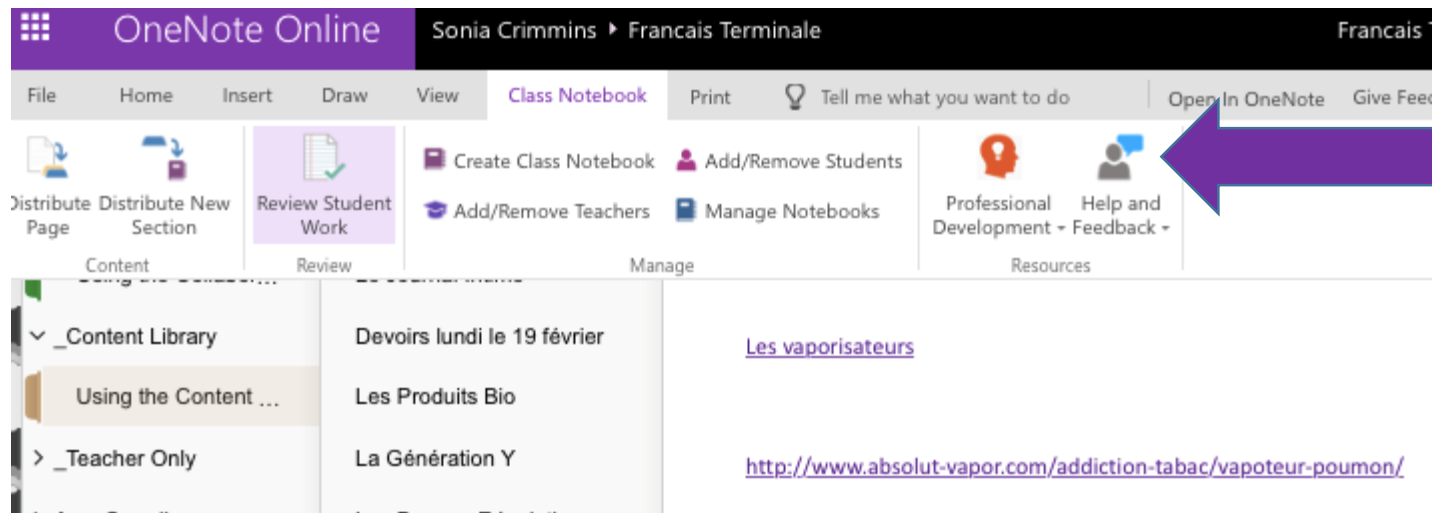 OneNote Online
Sonia Crimmins ▸ Francais Terminale
Francais
File Home Insert Draw View Class Notebook Print Tell me what you want to do Open In OneNote Give Feed
Distribute Page
Distribute New Section
Review Student Work
Create Class Notebook
Add/Remove Students
Add/Remove Teachers
Manage Notebooks
Professional Development
Help and Feedback
Content Review Manage Resources
_Content Library
Devoirs lundi le 19 février
Les vaporisateurs
Using the Content ...
Les Produits Bio
_Teacher Only
La Génération Y
http://www.absolut-vapor.com/addiction-tabac/vapoteur-poumon/